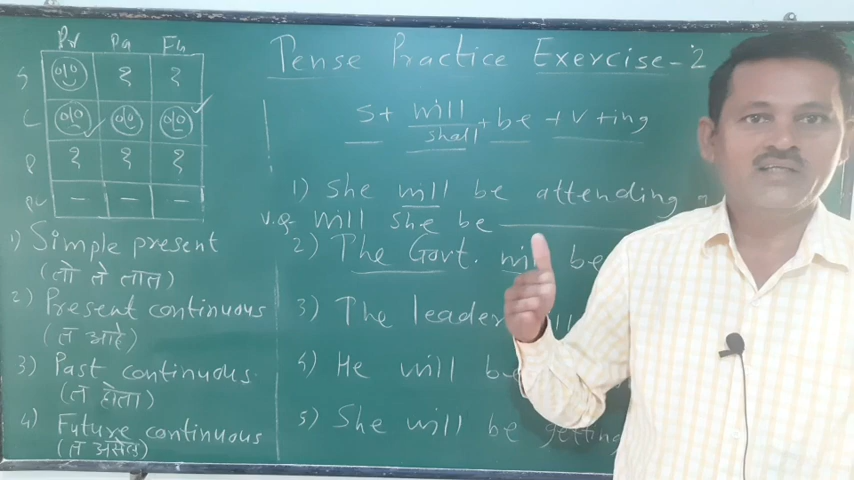 Pr Pa Fu
S
C
P
PC
1) Simple present
(तो ते लात)
2) Present continuous
(त आहे)
3) Past continuous.
(त होता)
4) Future continuous
(त असेल)
Tense Practice Exercise-2
S+ will + be + V + ing
shall
1) She will be attending
V.Q. Will she be
2) The Govt. will be
3) The leader
4) He will be
5) She will be getting